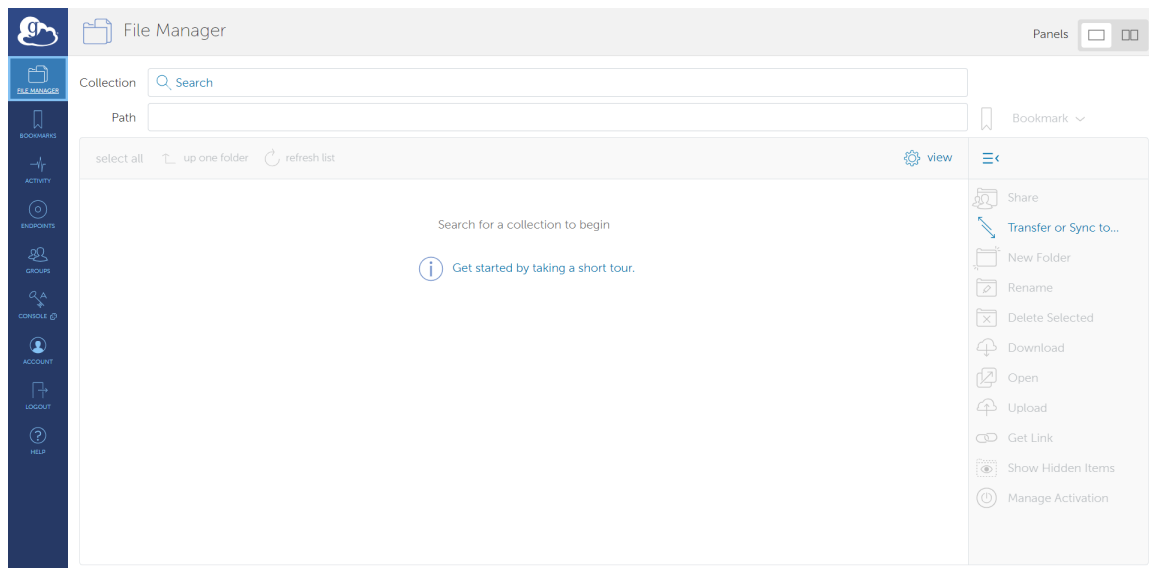 g
File Manager
Panels
FILE MANAGER
BOOKMARKS
ACTIVITY
ENDPOINTS
GROUPS
CONSOLE
ACCOUNT
LOGOUT
HELP
Collection Search
Path
Bookmark
select all up one folder refresh list view
Search for a collection to begin
Get started by taking a short tour.
Share
Transfer or Sync to...
New Folder
Rename
Delete Selected
Download
Open
Upload
Get Link
Show Hidden Items
Manage Activation